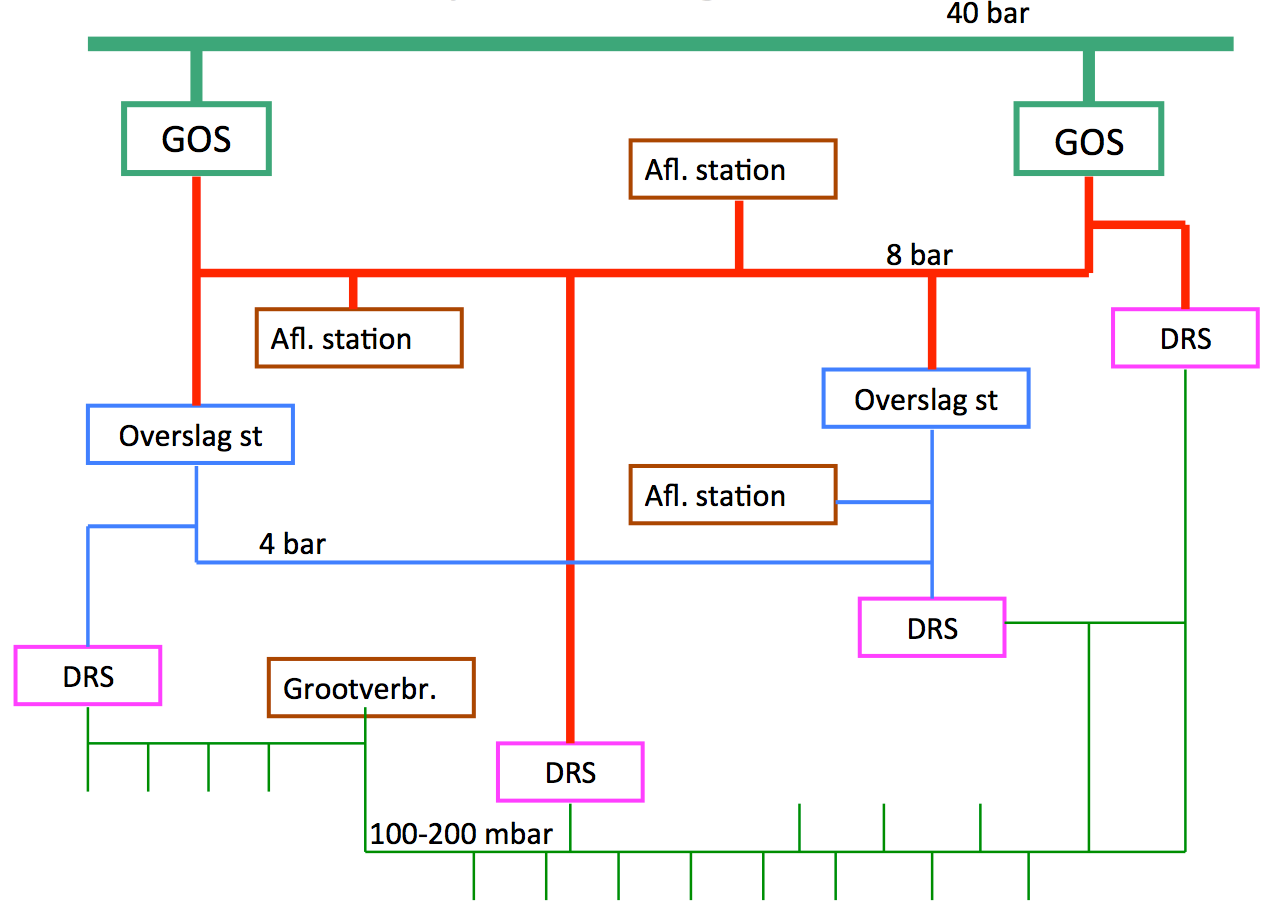 40 bar
GOS
GOS
Afl. station
8 bar
Afl. station
DRS
Overslag st
Overslag st
Afl. station
4 bar
DRS
DRS
Grootverbr.
DRS
100-200 mbar